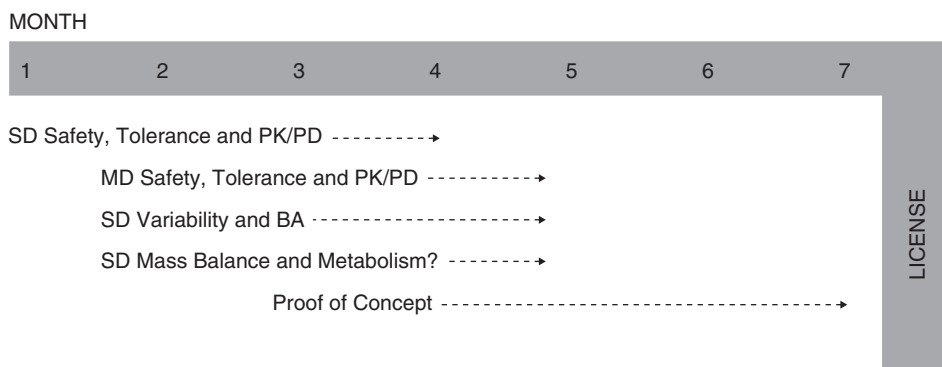 MONTH
1 2 3 4 5 6 7
SD Safety, Tolerance and PK/PD
MD Safety, Tolerance and PK/PD
SD Variability and BA
SD Mass Balance and Metabolism?
Proof of Concept
LICENSE